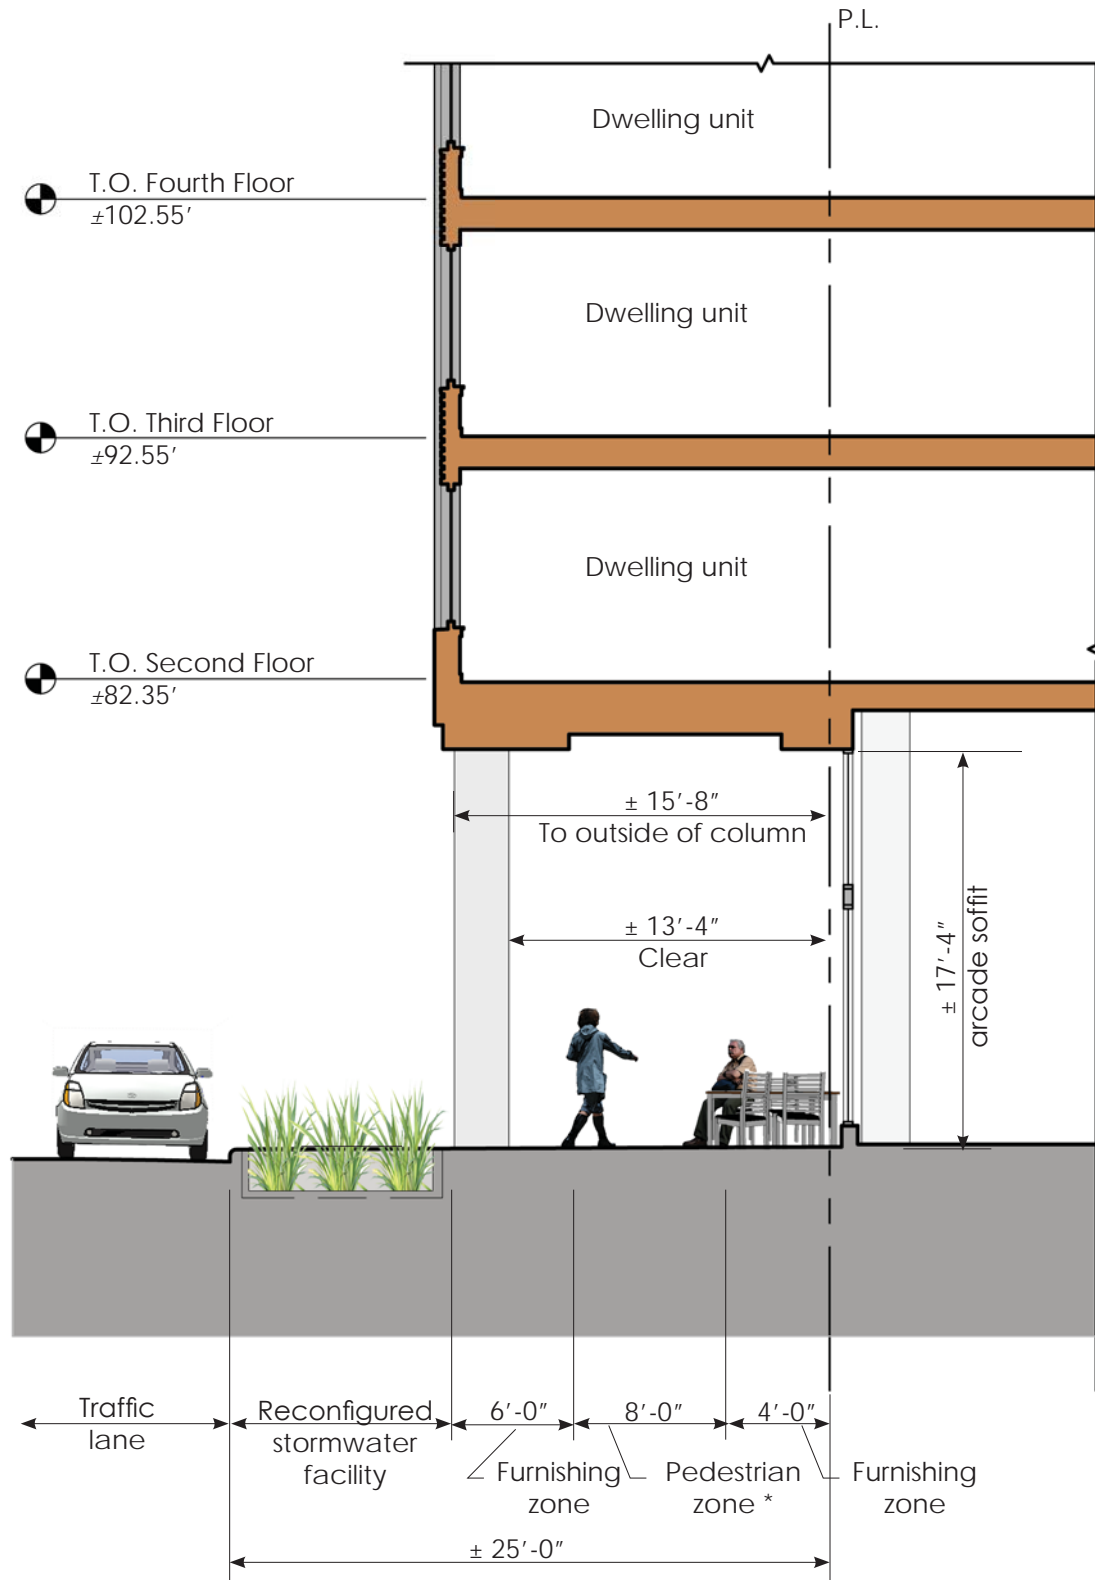 P.L.
Dwelling unit
T.O. Fourth Floor
±102.55'
Dwelling unit
T.O. Third Floor
±92.55'
Dwelling unit
T.O. Second Floor
±82.35'
± 15'-8"
To outside of column
± 13'-4"
Clear
± 17'-4"
arcade soffit
Traffic
lane
Reconfigured
stormwater
facility
6'-0"
8'-0"
4'-0"
Furnishing
zone
Pedestrian
zone *
Furnishing
zone
± 25'-0"